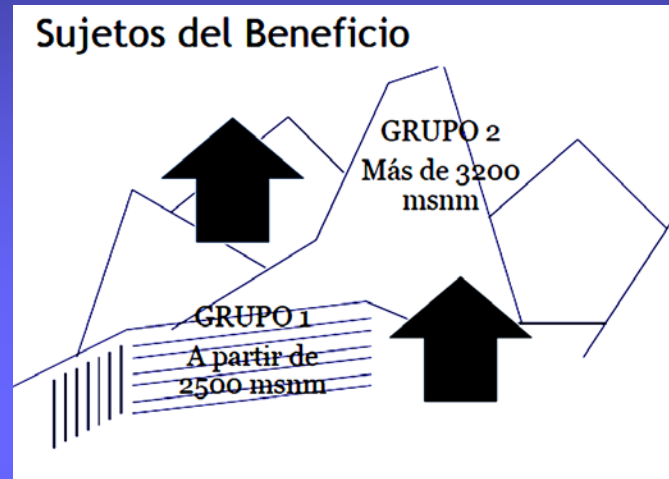 Sujetos del Beneficio
GRUPO 2
Más de 3200
msnm
GRUPO 1
A partir de
2500 msnm